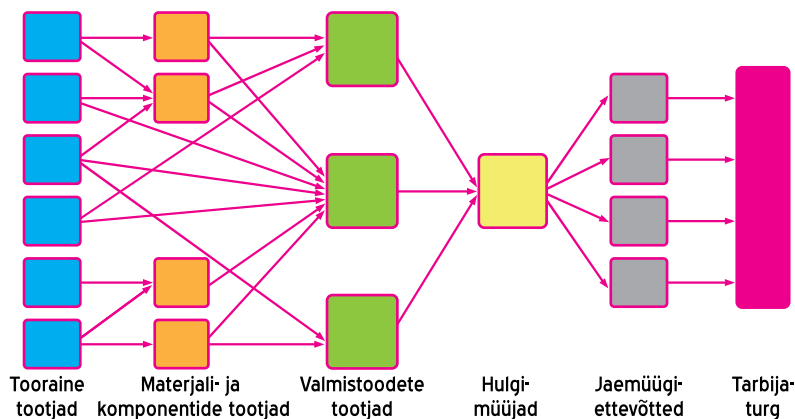 Tooraine
tootjad
Materjali- ja
komponentide tootjad
Valmistoodete
tootjad
Hulgi-
müüjad
Jaemüügi-
ettevõtted
Tarbija-
turg